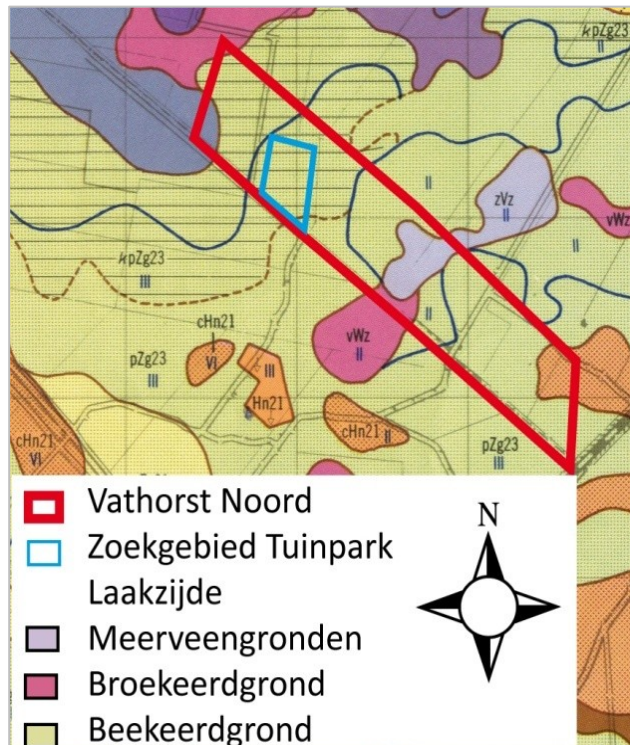 kpZg23
II
II
zVz
II
II
vWz
kpZg23
III
cHn21
VI
pZg23
III
III
Hn21
vWz
II
II
cHn21
II
pZg23
III
cHn21
VI
Vathorst Noord
Zoekgebied Tuinpark
Laakzijde
Meerveengronden
Broekeerdgrond
Beekeerdgrond
N